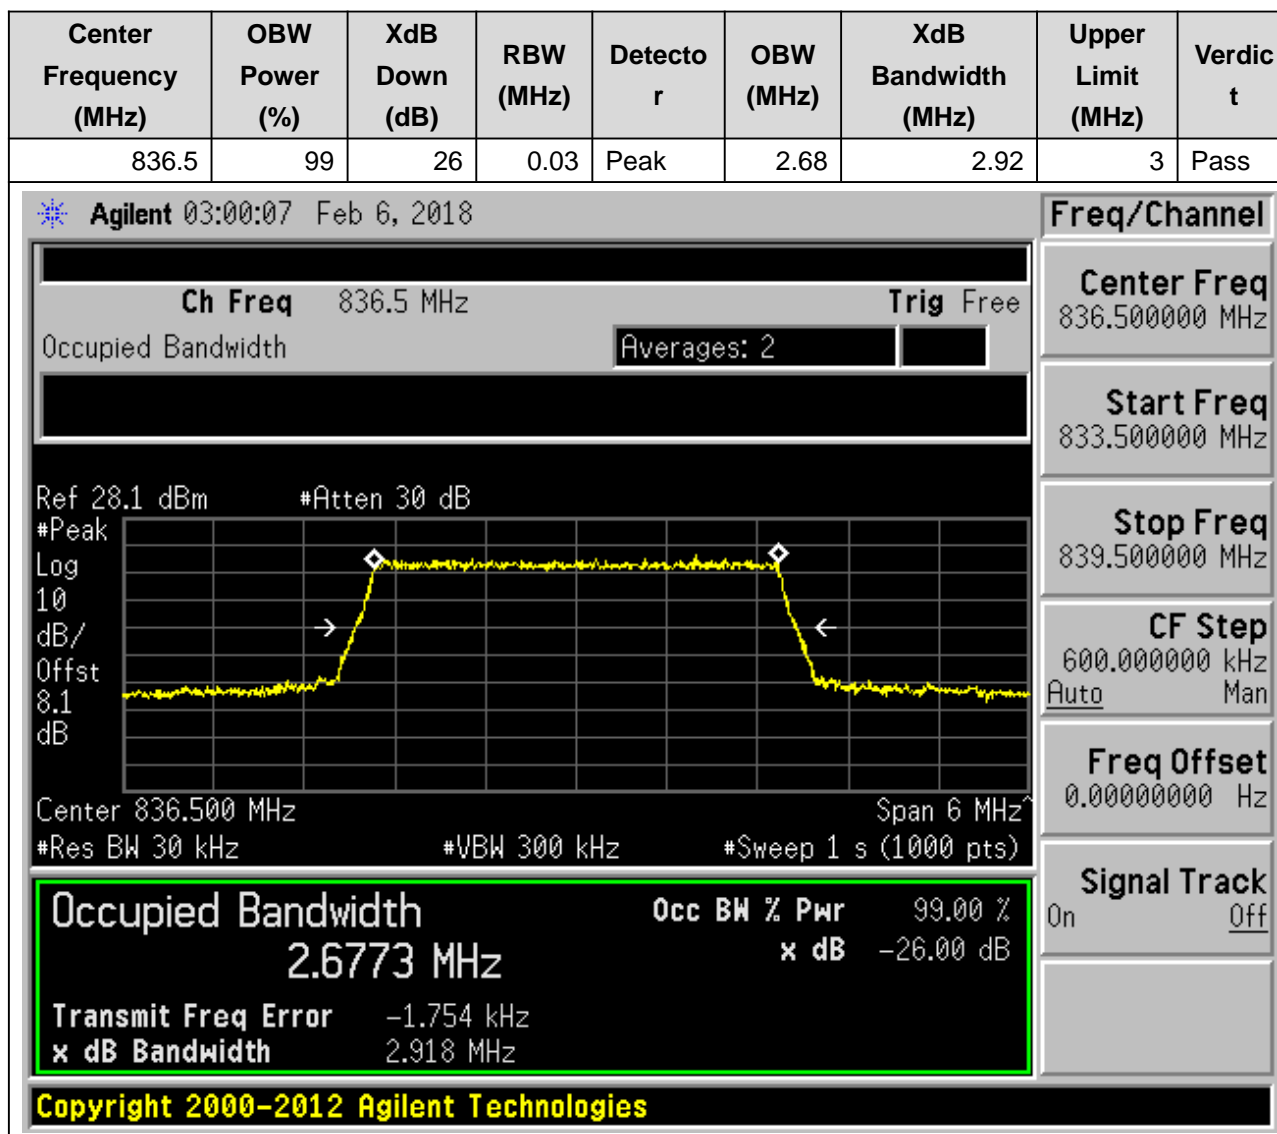 Center Frequency (MHz) OBW Power (%) XdB Down (dB) RBW (MHz) Detecto r OBW (MHz) XdB Bandwidth (MHz) Upper Limit (MHz) Verdic t
836.5 99 26 0.03 Peak 2.68 2.92 3 Pass
Agilent 03:00:07 Feb 6, 2018
Freq/Channel
Ch Freq 836.5 MHz Trig Free
Occupied Bandwidth Averages: 2
Center Freq
836.500000 MHz
Start Freq
833.500000 MHz
Stop Freq
839.500000 MHz
CF Step
600.000000 kHz
Auto Man
Freq Offset
0.00000000 Hz
Signal Track
On Off
Ref 28.1 dBm #Atten 30 dB
#Peak
Log
10
dB/
Offst
8.1
dB
Center 836.500 MHz Span 6 MHz^
#Res BW 30 kHz #VBW 300 kHz #Sweep 1 s (1000 pts)
Occupied Bandwidth Occ BW % Pwr 99.00 %
2.6773 MHz x dB -26.00 dB
Transmit Freq Error -1.754 kHz
x dB Bandwidth 2.918 MHz
Copyright 2000-2012 Agilent Technologies